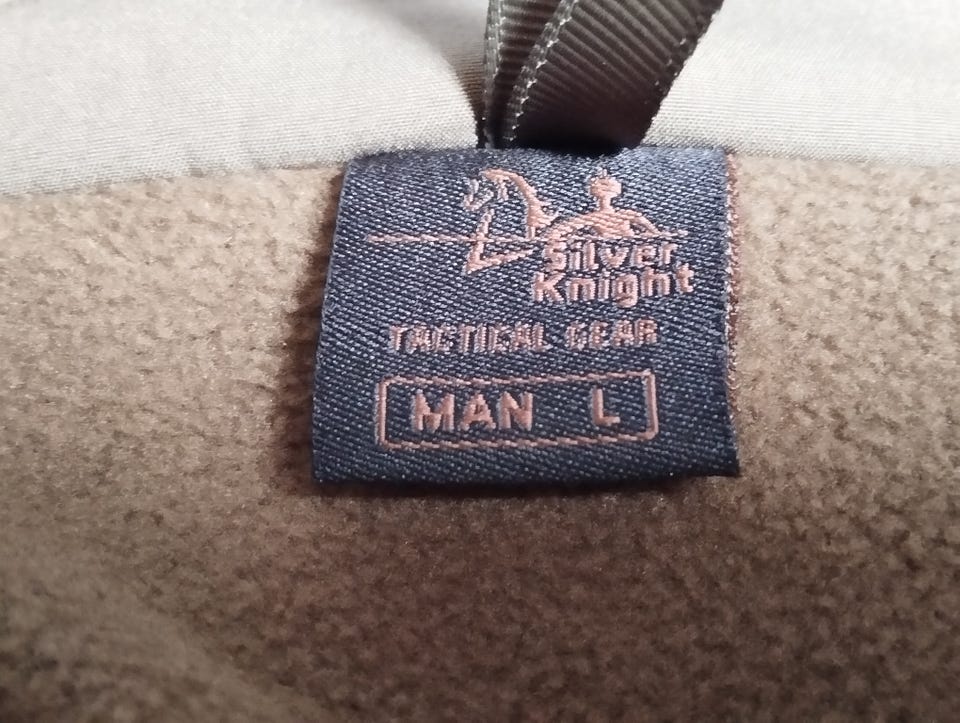 Silver
Knight
TACTICAL GEAR
MAN L